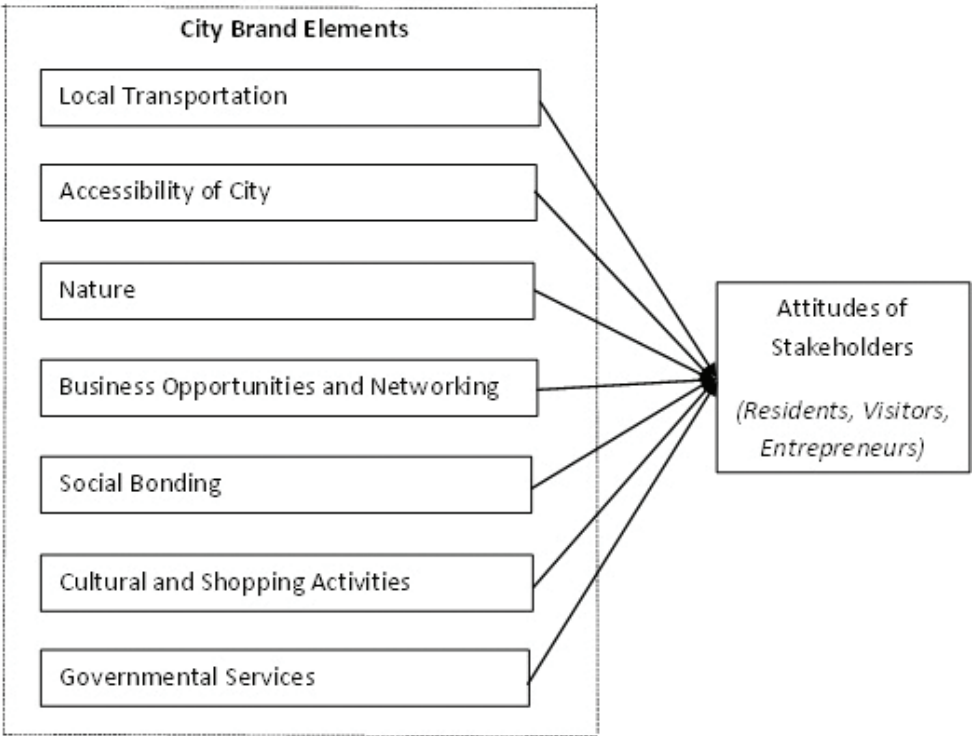 City Brand Elements
Local Transportation
Accessibility of City
Nature
Business Opportunities and Networking
Social Bonding
Cultural and Shopping Activities
Governmental Services
Attitudes of
Stakeholders
(Residents, Visitors,
Entrepreneurs)